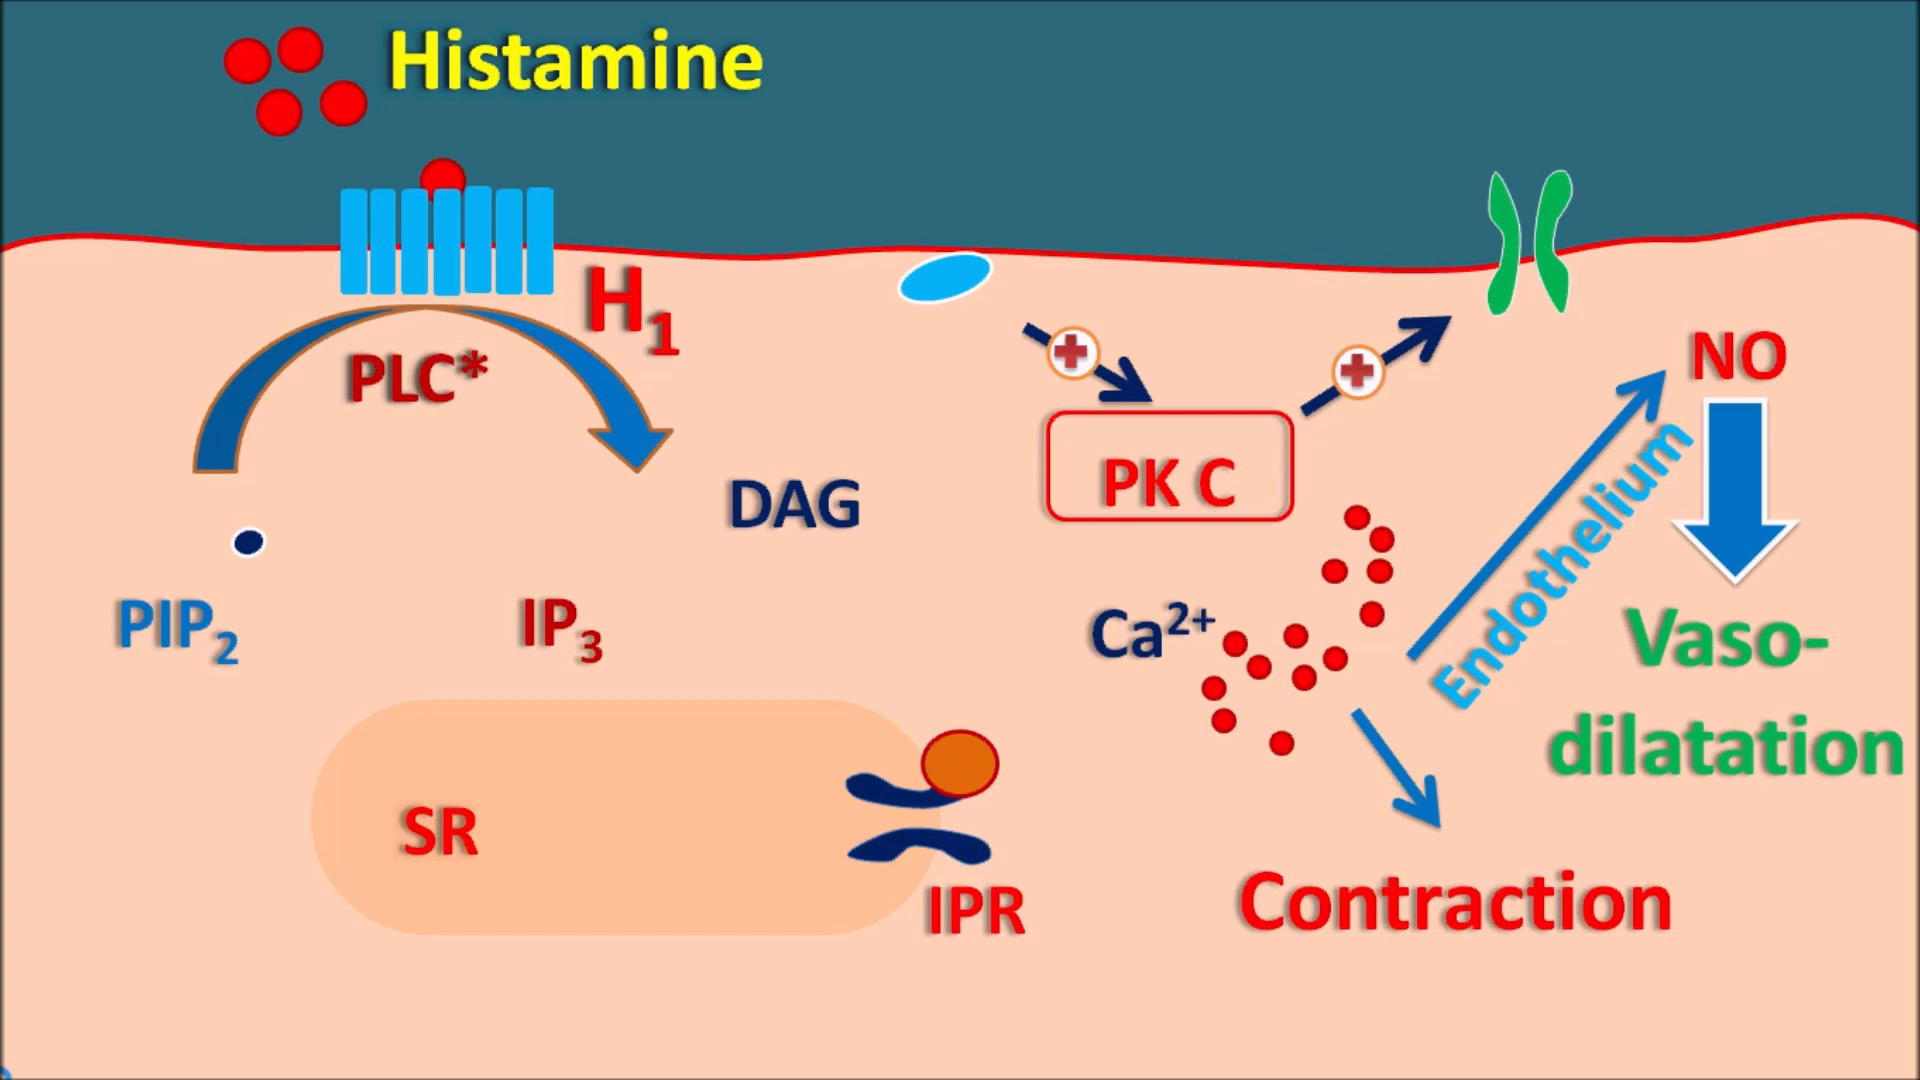 Histamine
H₁
PLC*
NO
DAG
PK C
Endothelium
PIP₂
IP₃
Ca²⁺
Vaso-
dilatation
SR
IPR
Contraction